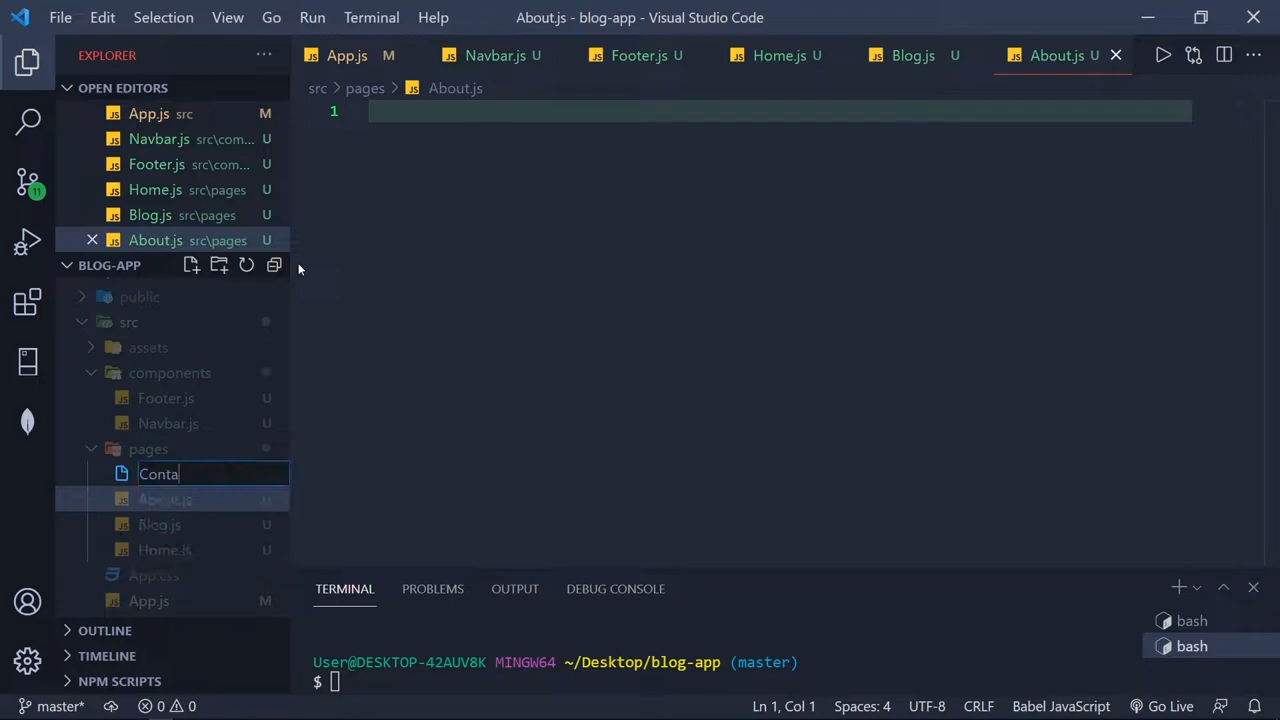 File Edit Selection View Go Run Terminal Help About.js - blog-app - Visual Studio Code
EXPLORER
App.js M Navbar.js U Footer.js U Home.js U Blog.js U About.js U
OPEN EDITORS
src pages About.js
App.js src M
1
Navbar.js src\com... U
Footer.js src\com... U
Home.js src\pages U
11
Blog.js src\pages U
About.js src\pages U
BLOG-APP
public
src
assets
components
Footer.js
Navbar.js
pages
Conta
About.js U
Blog.js U
Home.js U
App.css
App.js M
TERMINAL PROBLEMS OUTPUT DEBUG CONSOLE
bash
OUTLINE
bash
TIMELINE
User@DESKTOP-42AUV8K MINGW64 ~/Desktop/blog-app (master)
$
NPM SCRIPTS
master* 0 0 Ln 1, Col 1 Spaces: 4 UTF-8 CRLF Babel JavaScript Go Live